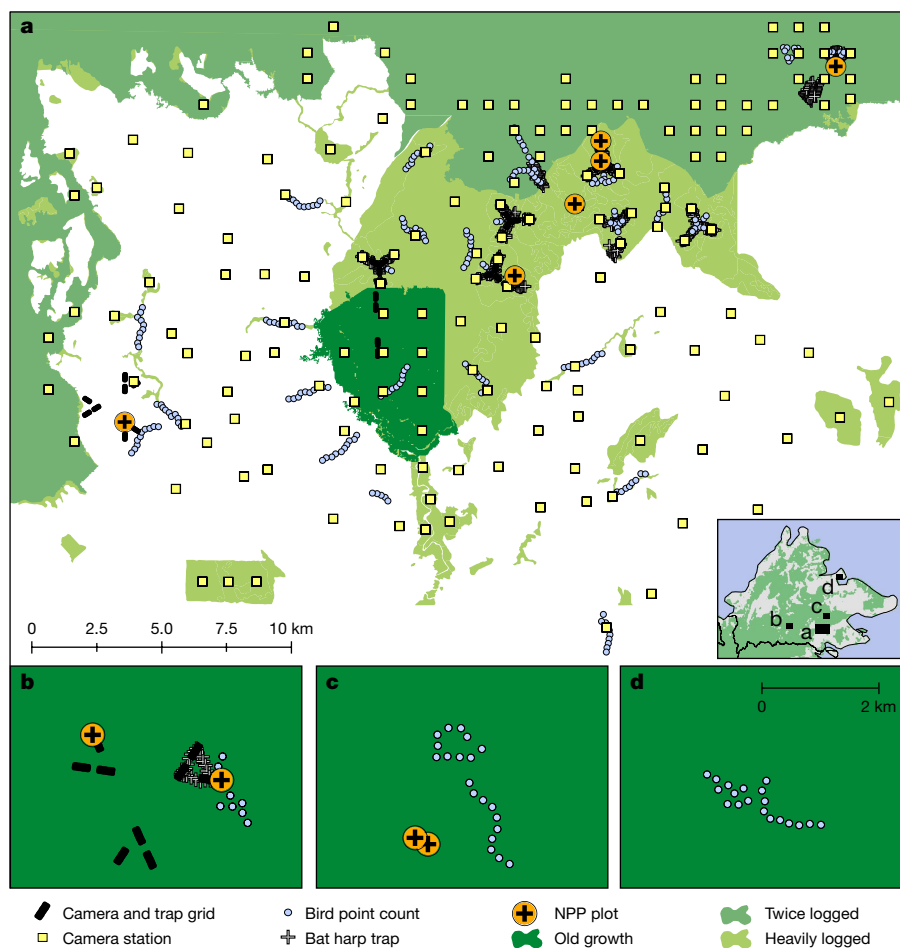 a
0 2.5 5.0 7.5 10 km
d
c
b
a
b
c
d
0 2 km
Camera and trap grid
Bird point count
NPP plot
Twice logged
Camera station
Bat harp trap
Old growth
Heavily logged